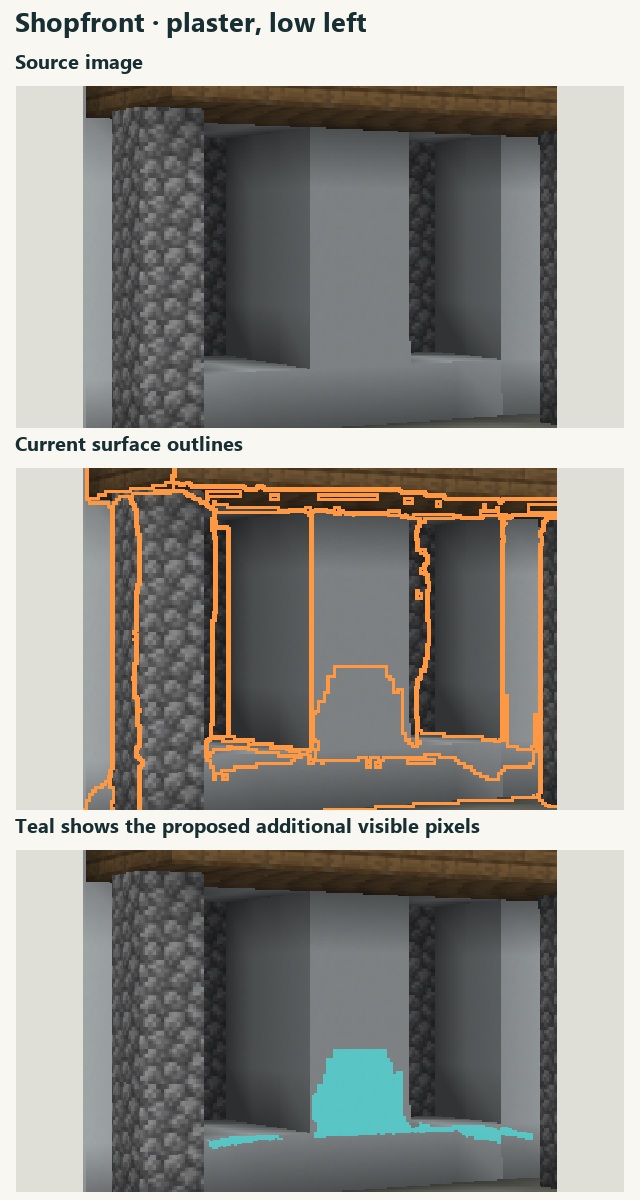 Shopfront · plaster, low left
Source image
Current surface outlines
Teal shows the proposed additional visible pixels